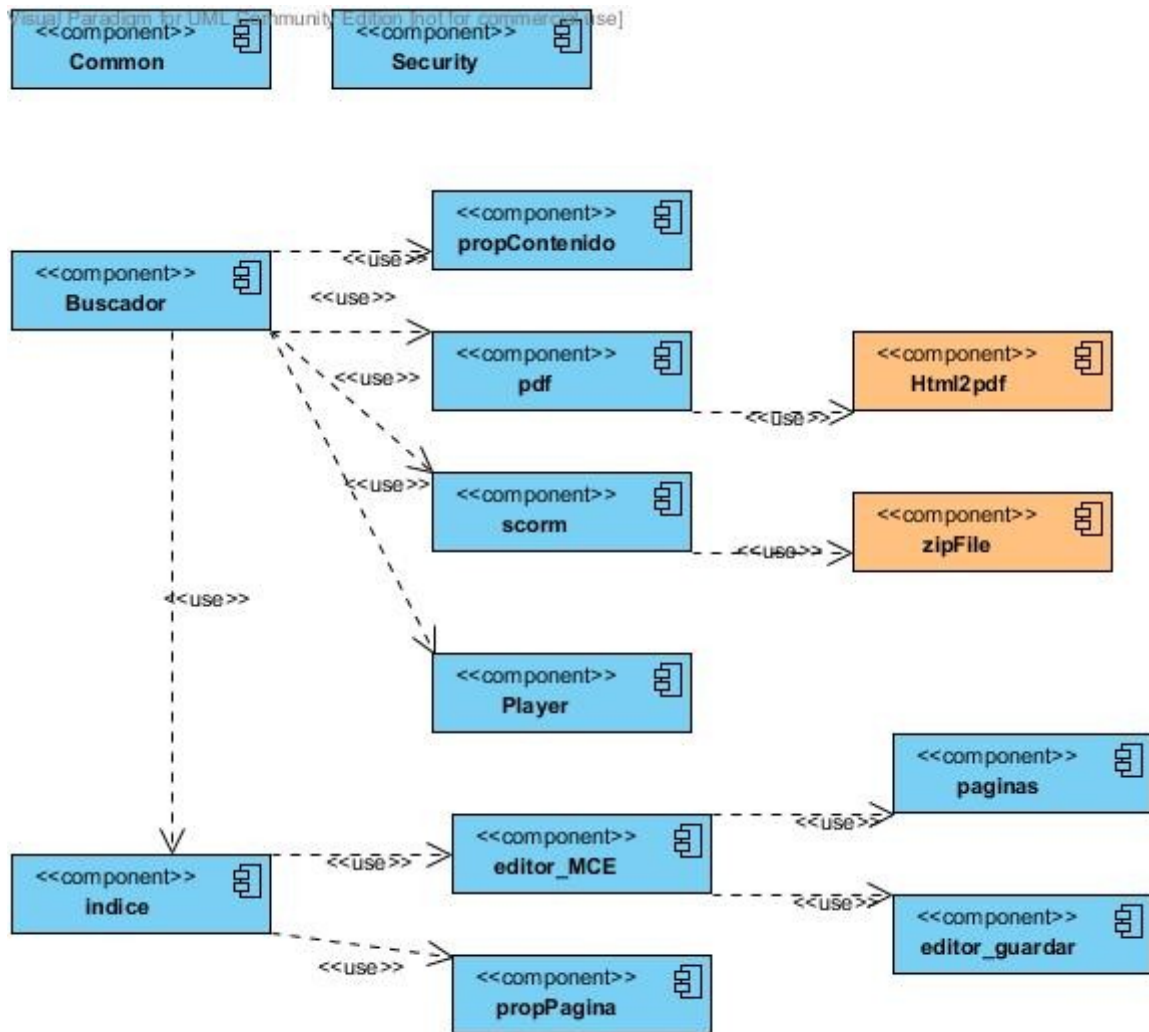 Visual Paradigm for UML Community Edition [not for commercial use]
<<component>>
Common
<<component>>
Security
<<component>>
propContenido
<<use>>
<<component>>
Buscador
<<use>>
<<component>>
pdf
<<use>>
<<component>>
Html2pdf
<<use>>
<<component>>
scorm
<<use>>
<<component>>
zipFile
<<use>>
<<use>>
<<component>>
Player
<<component>>
paginas
<<use>>
<<component>>
editor_MCE
<<use>>
<<component>>
indice
<<use>>
<<component>>
editor_guardar
<<use>>
<<component>>
propPagina